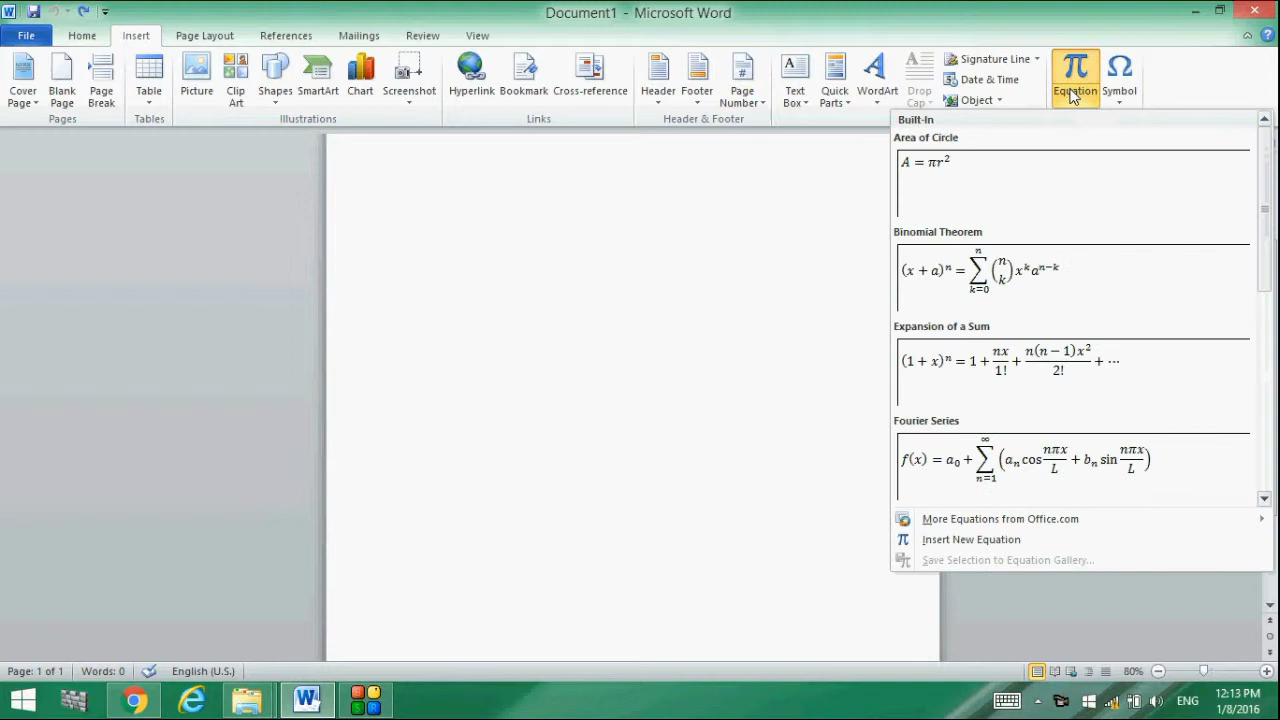 Document1 - Microsoft Word
File Home Insert Page Layout References Mailings Review View
Cover Page Blank Page Page Break Table Picture Clip Art Shapes SmartArt Chart Screenshot Hyperlink Bookmark Cross-reference Header Footer Page Number Text Box Quick Parts WordArt Drop Cap Signature Line Date & Time Object Equation Symbol
Pages Tables Illustrations Links Header & Footer
Built-In
Area of Circle
A = πr²
Binomial Theorem
(x + a)ⁿ = ∑ₖ₌₀ⁿ (n k) xᵏaⁿ⁻ᵏ
Expansion of a Sum
(1 + x)ⁿ = 1 + nx/1! + n(n − 1)x²/2! + ⋯
Fourier Series
f(x) = a₀ + ∑ₙ₌₁^∞ (aₙ cos nπx/L + bₙ sin nπx/L)
More Equations from Office.com
Insert New Equation
Save Selection to Equation Gallery...
Page: 1 of 1 Words: 0 English (U.S.) 80%
ENG 12:13 PM
1/8/2016